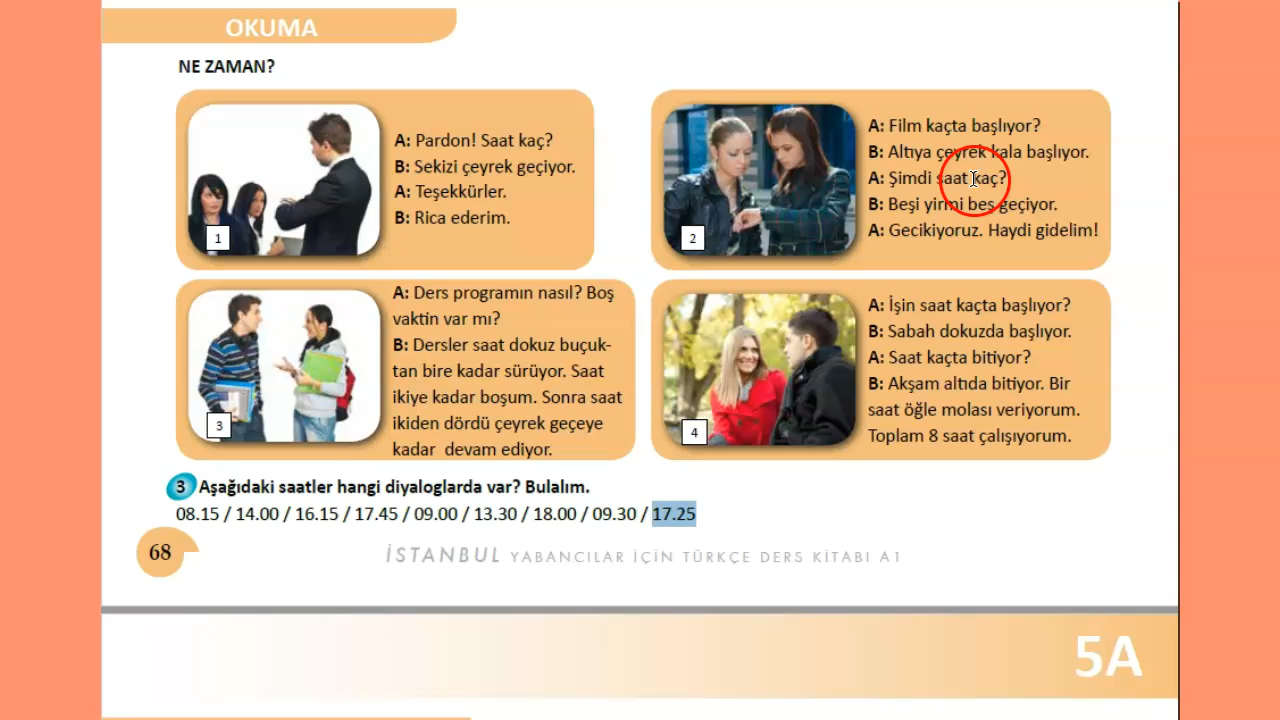 OKUMA
NE ZAMAN?
A: Pardon! Saat kaç?
B: Sekizi çeyrek geçiyor.
A: Teşekkürler.
B: Rica ederim.
1
A: Film kaçta başlıyor?
B: Altıya çeyrek kala başlıyor.
A: Şimdi saat kaç?
B: Beşi yirmi beş geçiyor.
A: Gecikiyoruz. Haydi gidelim!
2
A: Ders programın nasıl? Boş
vaktin var mı?
B: Dersler saat dokuz buçuk-
tan bire kadar sürüyor. Saat
ikiye kadar boşum. Sonra saat
ikiden dördü çeyrek geçeye
kadar devam ediyor.
3
A: İşin saat kaçta başlıyor?
B: Sabah dokuzda başlıyor.
A: Saat kaçta bitiyor?
B: Akşam altıda bitiyor. Bir
saat öğle molası veriyorum.
Toplam 8 saat çalışıyorum.
4
3 Aşağıdaki saatler hangi diyaloglarda var? Bulalım.
08.15 / 14.00 / 16.15 / 17.45 / 09.00 / 13.30 / 18.00 / 09.30 / 17.25
68
İSTANBUL YABANCILAR İÇİN TÜRKÇE DERS KİTABI A1
5A